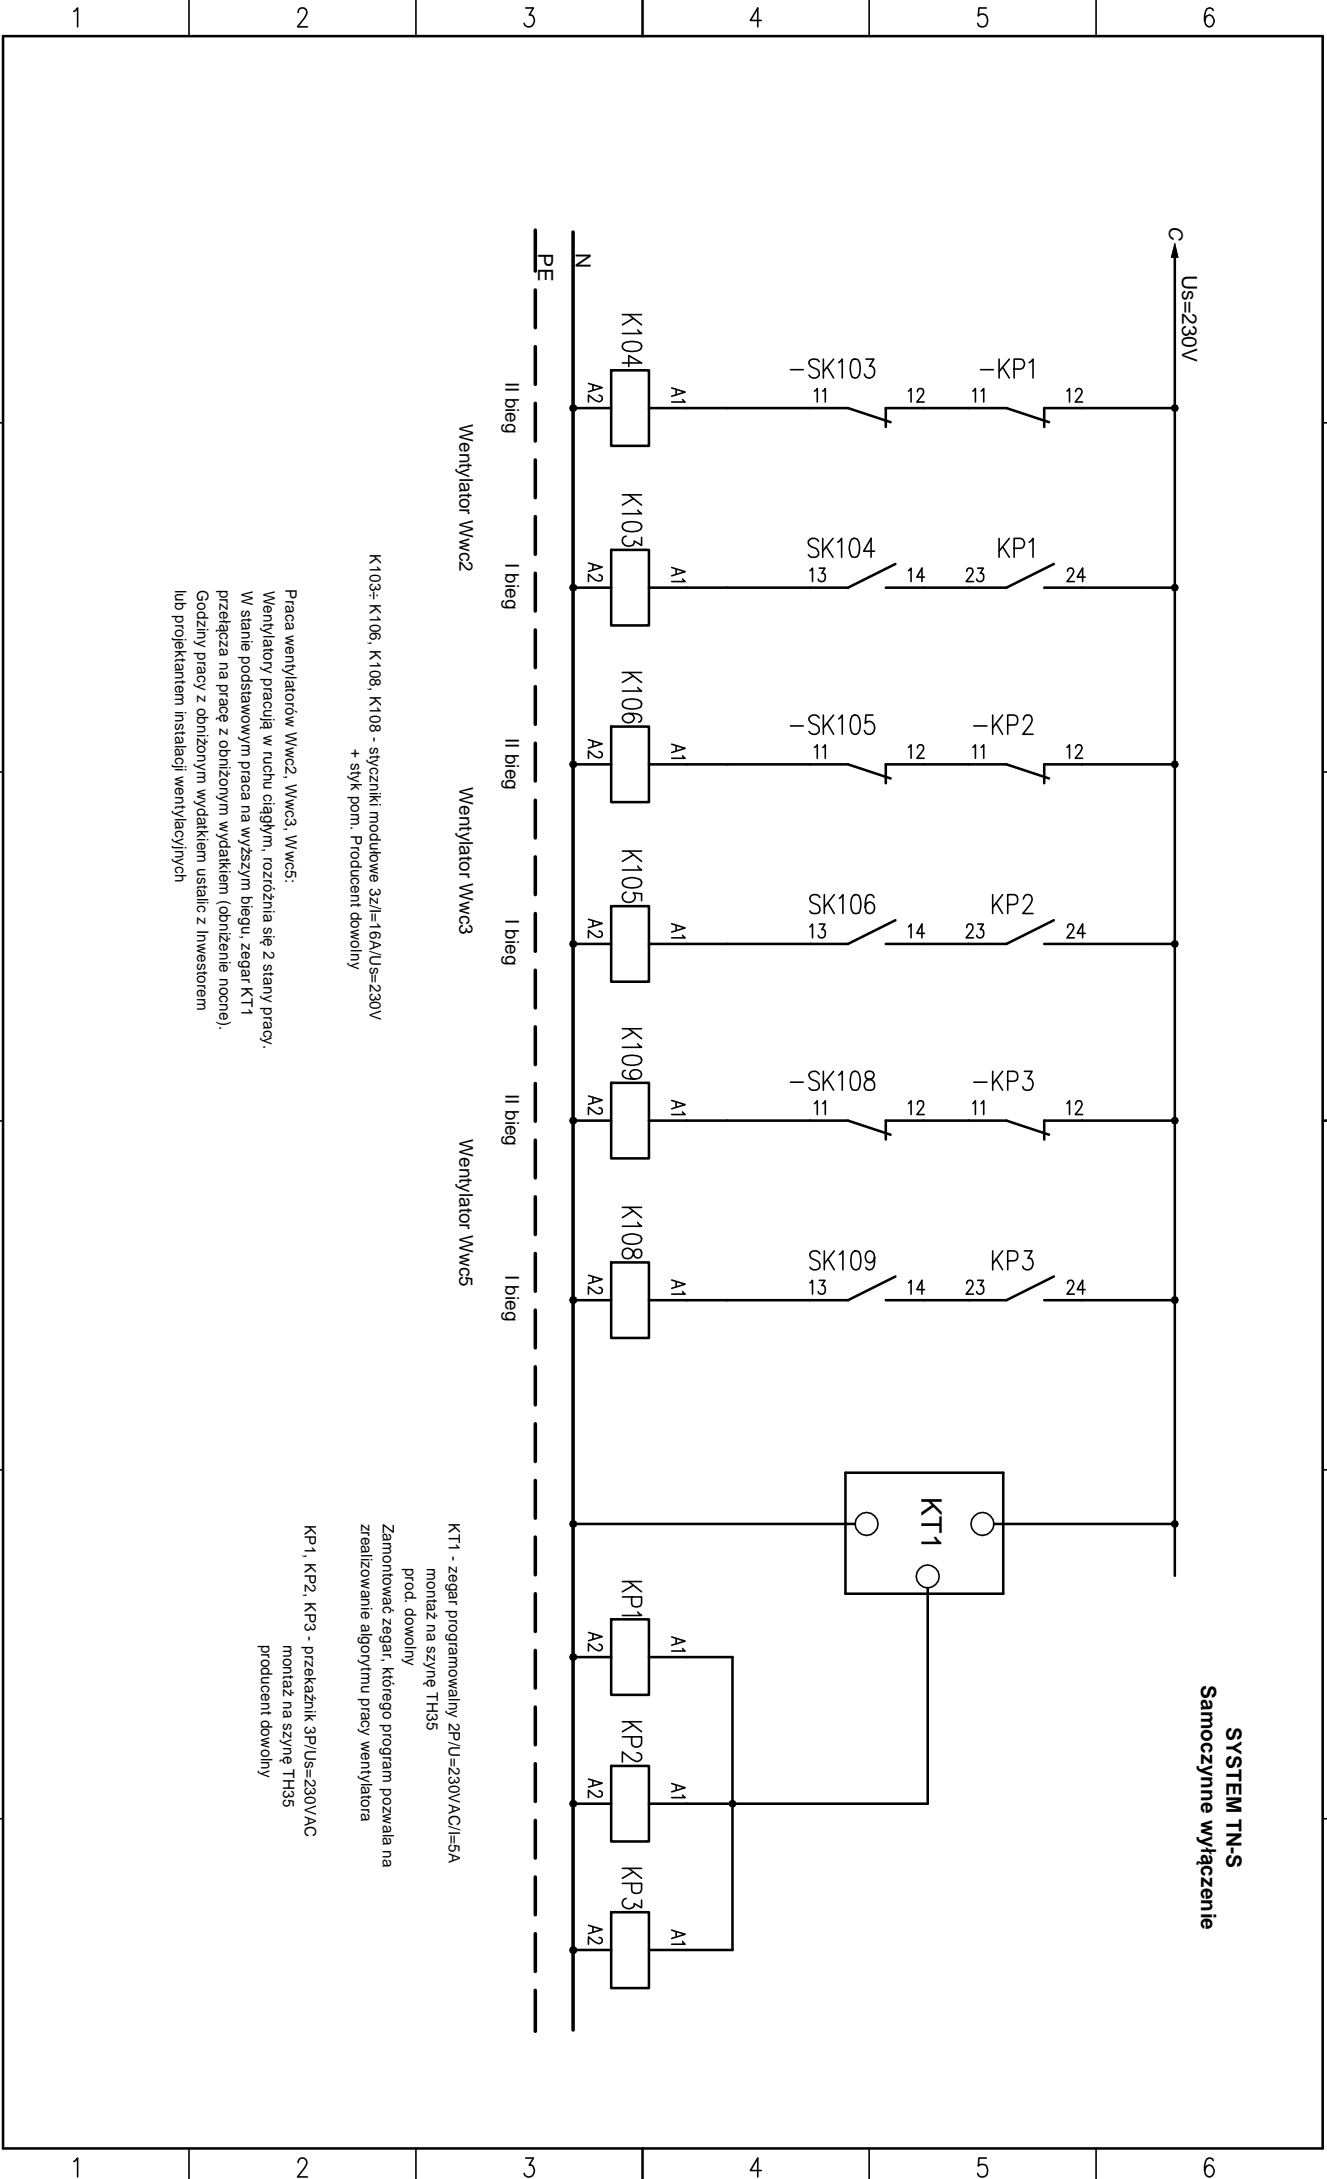 1
2
3
4
5
6
SYSTEM TN-S
Samoczynne wyłączenie
C
Us=230V
-KP1
11
12
-SK103
11
12
A1
A2
K104
KP1
23
24
SK104
13
14
A1
A2
K103
-KP2
11
12
-SK105
11
12
A1
A2
K106
KP2
23
24
SK106
13
14
A1
A2
K105
-KP3
11
12
-SK108
11
12
A1
A2
K109
KP3
23
24
SK109
13
14
A1
A2
K108
KT1
KP1
A1
A2
KP2
A1
A2
KP3
A1
A2
N
PE
II bieg
I bieg
II bieg
I bieg
II bieg
I bieg
Wentylator Wwc2
Wentylator Wwc3
Wentylator Wwc5
K103÷ K106, K108, K108 - styczniki modułowe 3z/I=16A/Us=230V
+ styk pom. Producent dowolny
Praca wentylatorów Wwc2, Wwc3, Wwc5:
Wentylatory pracują w ruchu ciągłym, rozróżnia się 2 stany pracy.
W stanie podstawowym praca na wyższym biegu, zegar KT1
przełącza na pracę z obniżonym wydatkiem (obniżenie nocne).
Godziny pracy z obniżonym wydatkiem ustalic z Inwestorem
lub projektantem instalacji wentylacyjnych
KT1 - zegar programowalny 2P/U=230VAC/I=5A
montaż na szynę TH35
prod. dowolny
Zamontować zegar, którego program pozwala na
zrealizowanie algorytmu pracy wentylatora
KP1, KP2, KP3 - przekaźnik 3P/Us=230VAC
montaż na szynę TH35
producent dowolny
1
2
3
4
5
6